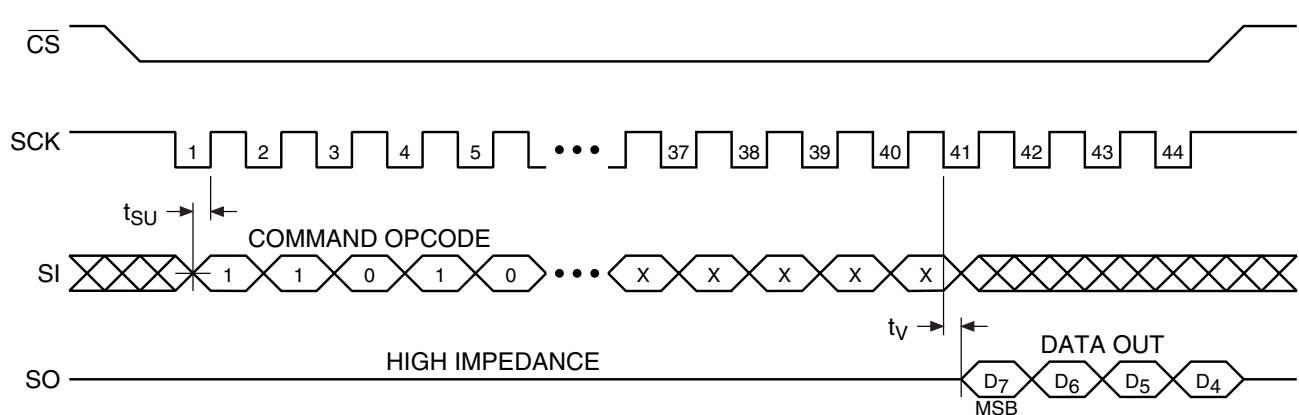 CS
SCK 1 2 3 4 5 ••• 37 38 39 40 41 42 43 44
tSU
COMMAND OPCODE
SI 1 1 0 1 0 ••• X X X X X
tV
HIGH IMPEDANCE DATA OUT
SO D7 D6 D5 D4
MSB